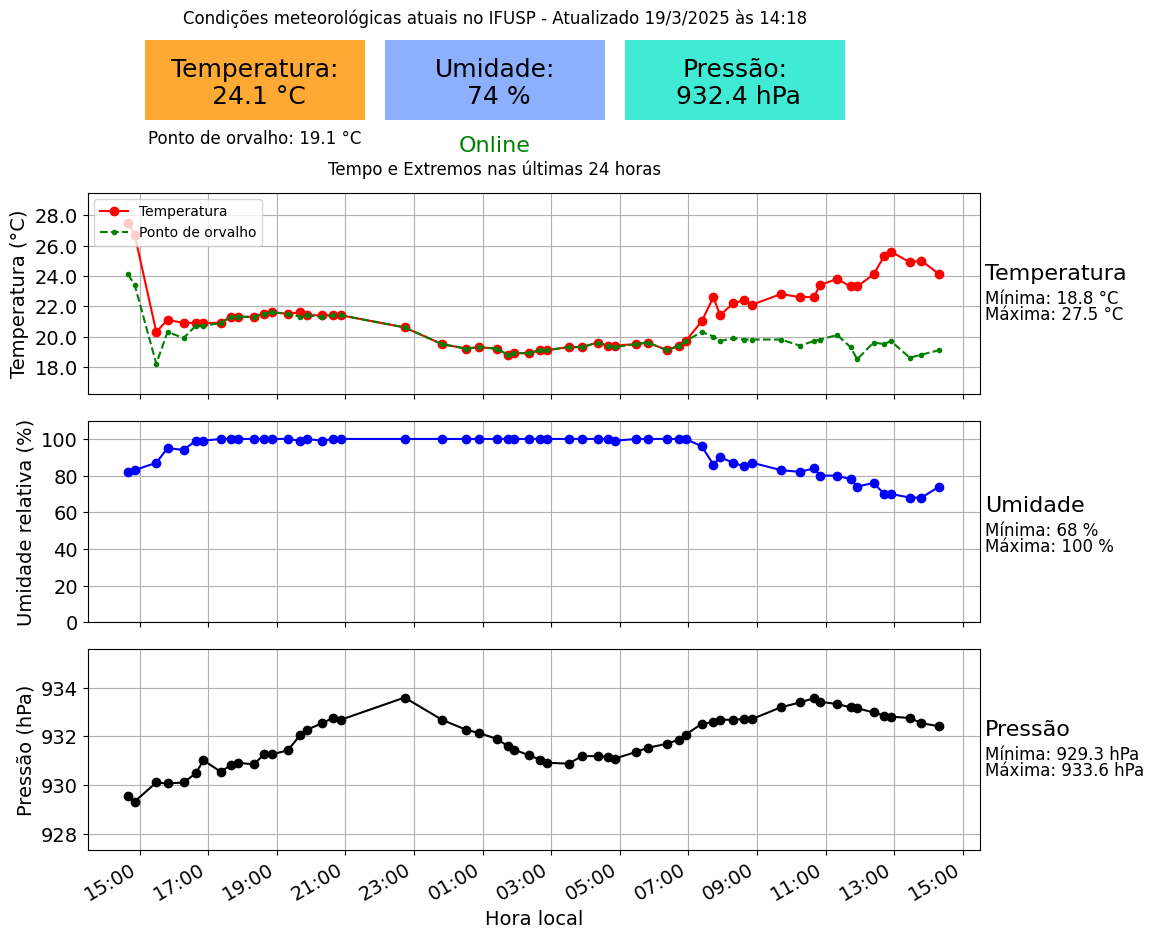 Condições meteorológicas atuais no IFUSP - Atualizado 19/3/2025 às 14:18
Temperatura:
24.1 °C
Umidade:
74 %
Pressão:
932.4 hPa
Ponto de orvalho: 19.1 °C
Online
Tempo e Extremos nas últimas 24 horas
Temperatura (°C)
28.0
26.0
24.0
22.0
20.0
18.0
Temperatura
Ponto de orvalho
Temperatura
Mínima: 18.8 °C
Máxima: 27.5 °C
Umidade relativa (%)
100
80
60
40
20
0
Umidade
Mínima: 68 %
Máxima: 100 %
Pressão (hPa)
934
932
930
928
Pressão
Mínima: 929.3 hPa
Máxima: 933.6 hPa
15:00 17:00 19:00 21:00 23:00 01:00 03:00 05:00 07:00 09:00 11:00 13:00 15:00
Hora local